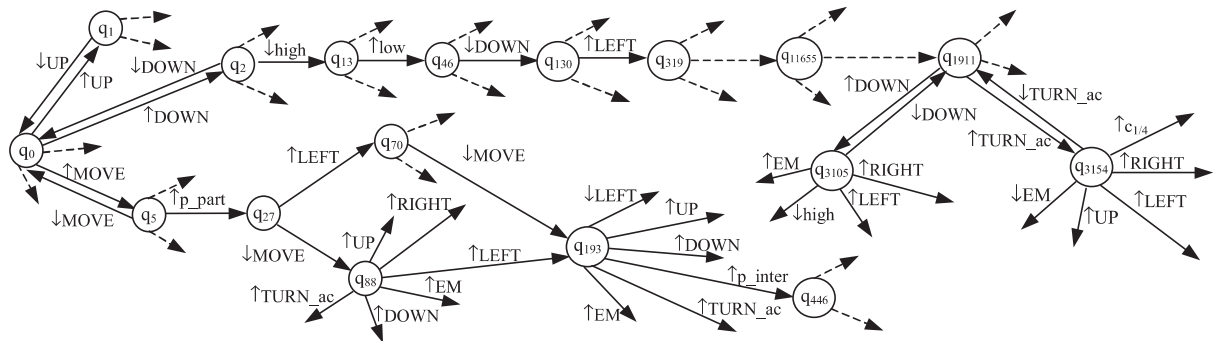 q1
↓UP
↑UP
q0
↓DOWN
↑DOWN
q2
↓high
q13
↑low
q46
↓DOWN
q130
↑LEFT
q319
q11655
q1911
↑DOWN
↓DOWN
↓TURN_ac
↑TURN_ac
q3105
↑EM
↑RIGHT
↓high
↑LEFT
q3154
↑c1/4
↑RIGHT
↓EM
↑UP
↑LEFT
↑MOVE
↓MOVE
q5
↑p_part
q27
↑LEFT
q70
↓MOVE
↓MOVE
q88
↑UP
↑RIGHT
↑LEFT
↑EM
↑TURN_ac
↑DOWN
q193
↓LEFT
↑UP
↑DOWN
↑p_inter
↑TURN_ac
↑EM
q446